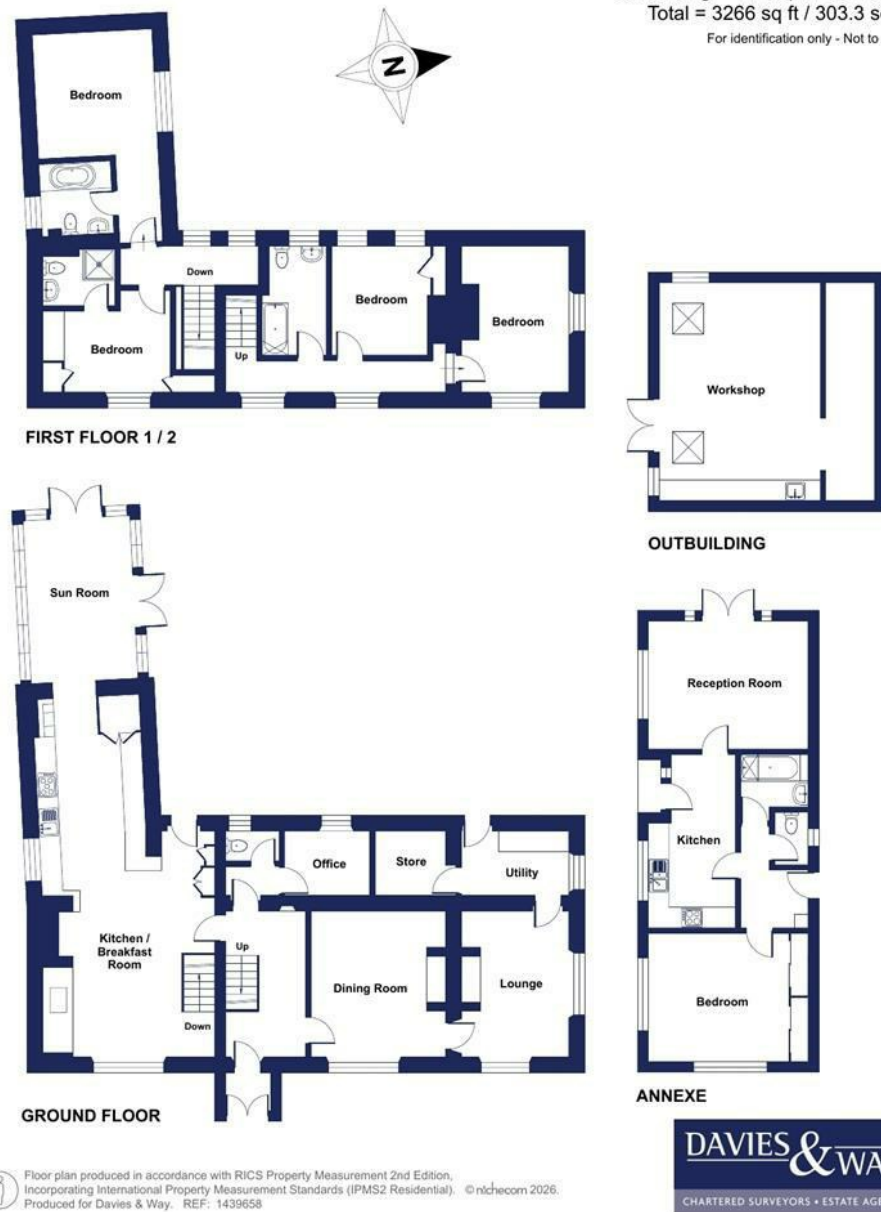 Total = 3266 sq ft / 303.3
For identification only - Not to
N
Bedroom
Bedroom
Down
Up
Bedroom
Bedroom
FIRST FLOOR 1 / 2
Workshop
OUTBUILDING
Sun Room
Kitchen /
Breakfast
Room
Down
Up
Office
Store
Utility
Dining Room
Lounge
GROUND FLOOR
Reception Room
Kitchen
Bedroom
ANNEXE
Floor plan produced in accordance with RICS Property Measurement 2nd Edition,
Incorporating International Property Measurement Standards (IPMS2 Residential). © nichecom 2026.
Produced for Davies & Way. REF: 1439658
DAVIES & WA
CHARTERED SURVEYORS • ESTATE AGE